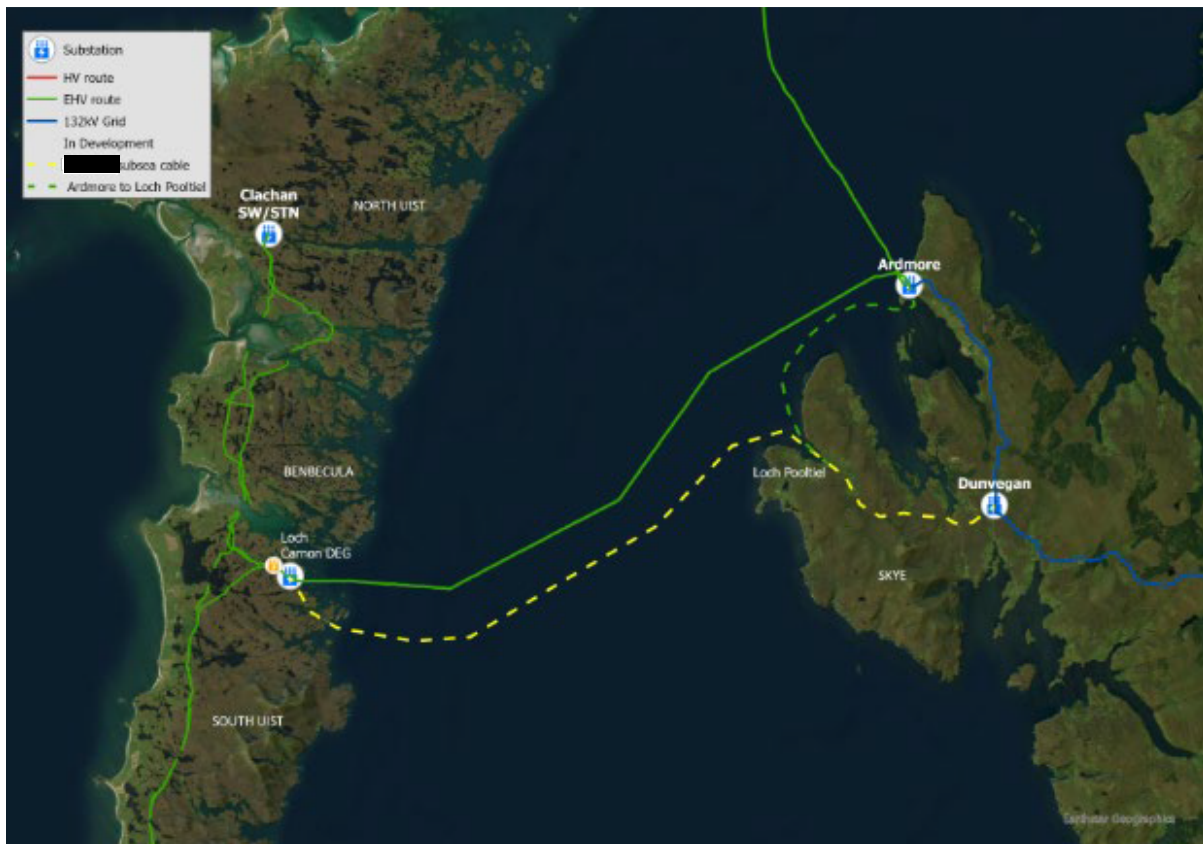 Substation
HV route
EHV route
132kV Grid
In Development
subsea cable
Ardmore to Loch Pooltiel
Clachan
SW/STN
NORTH UIST
Ardmore
BENBECULA
Loch Pooltiel
Dunvegan
Loch
Carnon DEG
SKYE
SOUTH UIST
Earthstar Geographics